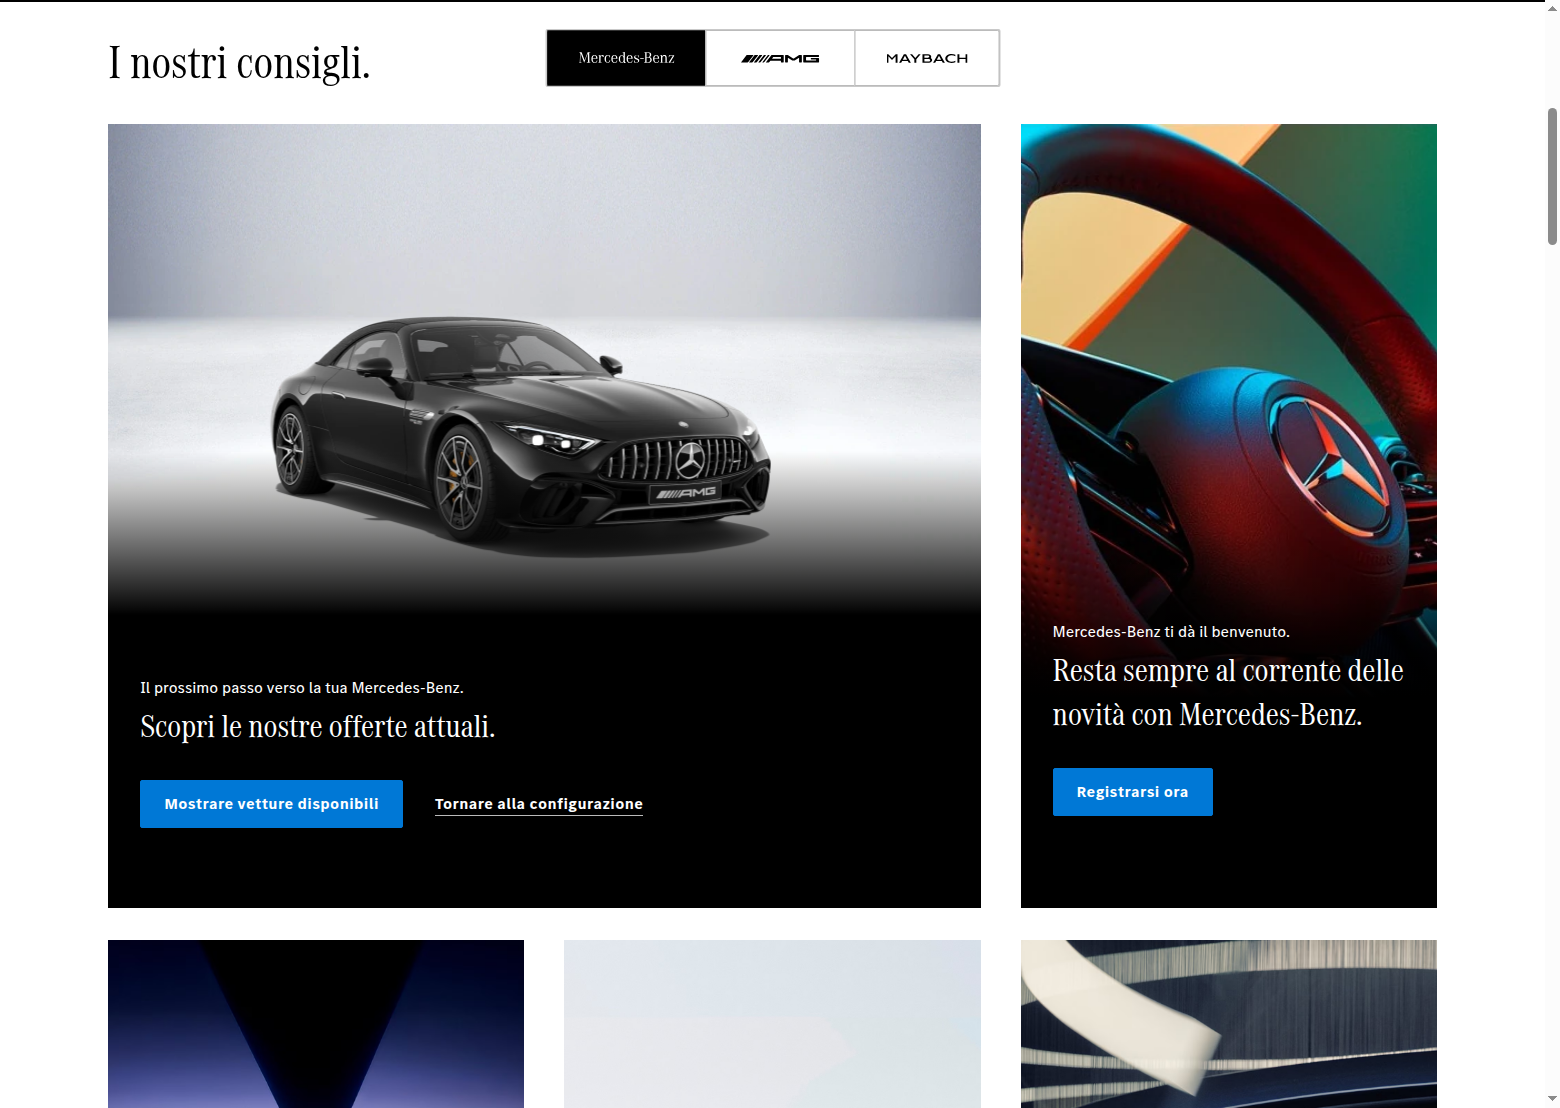 I nostri consigli.
Mercedes-Benz
AMG
MAYBACH
AMG
Il prossimo passo verso la tua Mercedes-Benz.
Scopri le nostre offerte attuali.
Mostrare vetture disponibili
Tornare alla configurazione
Mercedes-Benz ti dà il benvenuto.
Resta sempre al corrente delle
novità con Mercedes-Benz.
Registrarsi ora